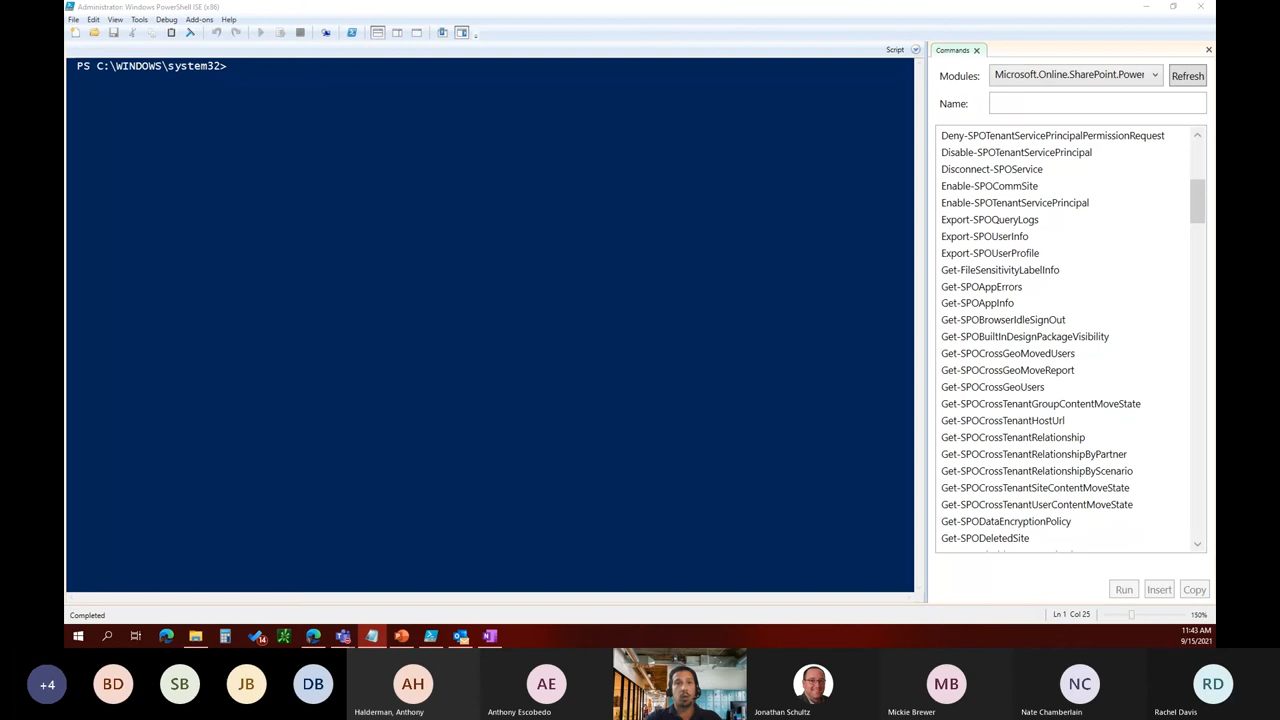 Administrator: Windows PowerShell ISE (x86)
File Edit View Tools Debug Add-ons Help
Script
PS C:\WINDOWS\system32>
Commands
Modules: Microsoft.Online.SharePoint.Power
Refresh
Name:
Deny-SPOTenantServicePrincipalPermissionRequest
Disable-SPOTenantServicePrincipal
Disconnect-SPOService
Enable-SPOCommSite
Enable-SPOTenantServicePrincipal
Export-SPOQueryLogs
Export-SPOUserInfo
Export-SPOUserProfile
Get-FileSensitivityLabelInfo
Get-SPOAppErrors
Get-SPOAppInfo
Get-SPOBrowserIdleSignOut
Get-SPOBuiltInDesignPackageVisibility
Get-SPOCrossGeoMovedUsers
Get-SPOCrossGeoMoveReport
Get-SPOCrossGeoUsers
Get-SPOCrossTenantGroupContentMoveState
Get-SPOCrossTenantHostUrl
Get-SPOCrossTenantRelationship
Get-SPOCrossTenantRelationshipByPartner
Get-SPOCrossTenantRelationshipByScenario
Get-SPOCrossTenantSiteContentMoveState
Get-SPOCrossTenantUserContentMoveState
Get-SPODataEncryptionPolicy
Get-SPODeletedSite
Run Insert Copy
Completed
Ln 1 Col 25
150%
14
11:43 AM
9/15/2021
+4 BD SB JB DB AH AE MB NC RD
Halderman, Anthony
Anthony Escobedo
Jonathan Schultz
Mickie Brewer
Nate Chamberlain
Rachel Davis